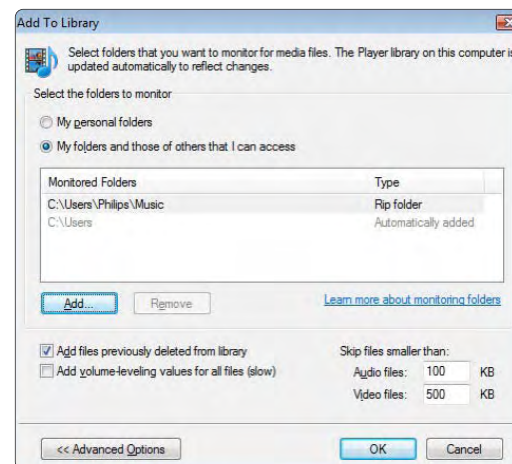 Add To Library
Select folders that you want to monitor for media files. The Player library on this computer is
updated automatically to reflect changes.
Select the folders to monitor
My personal folders
My folders and those of others that I can access
Monitored Folders Type
C:\Users\Philips\Music Rip folder
C:\Users Automatically added
Add... Remove Learn more about monitoring folders
Add files previously deleted from library Skip files smaller than:
Add volume-leveling values for all files (slow) Audio files: 100 KB
Video files: 500 KB
<< Advanced Options OK Cancel